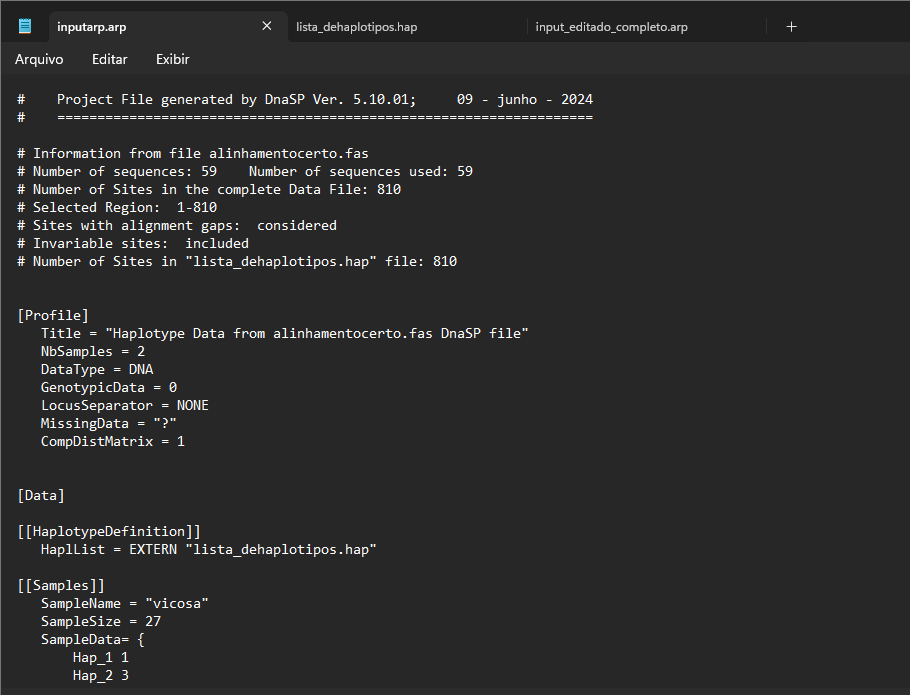 inputarp.arp lista_dehaplotipos.hap input_editado_completo.arp
Arquivo Editar Exibir
# Project File generated by DnaSP Ver. 5.10.01; 09 - junho - 2024
# ===================================================================
# Information from file alinhamentocerto.fas
# Number of sequences: 59 Number of sequences used: 59
# Number of Sites in the complete Data File: 810
# Selected Region: 1-810
# Sites with alignment gaps: considered
# Invariable sites: included
# Number of Sites in "lista_dehaplotipos.hap" file: 810
[Profile]
Title = "Haplotype Data from alinhamentocerto.fas DnaSP file"
NbSamples = 2
DataType = DNA
GenotypicData = 0
LocusSeparator = NONE
MissingData = "?"
CompDistMatrix = 1
[Data]
[[HaplotypeDefinition]]
HaplList = EXTERN "lista_dehaplotipos.hap"
[[Samples]]
SampleName = "vicosa"
SampleSize = 27
SampleData= {
Hap_1 1
Hap_2 3